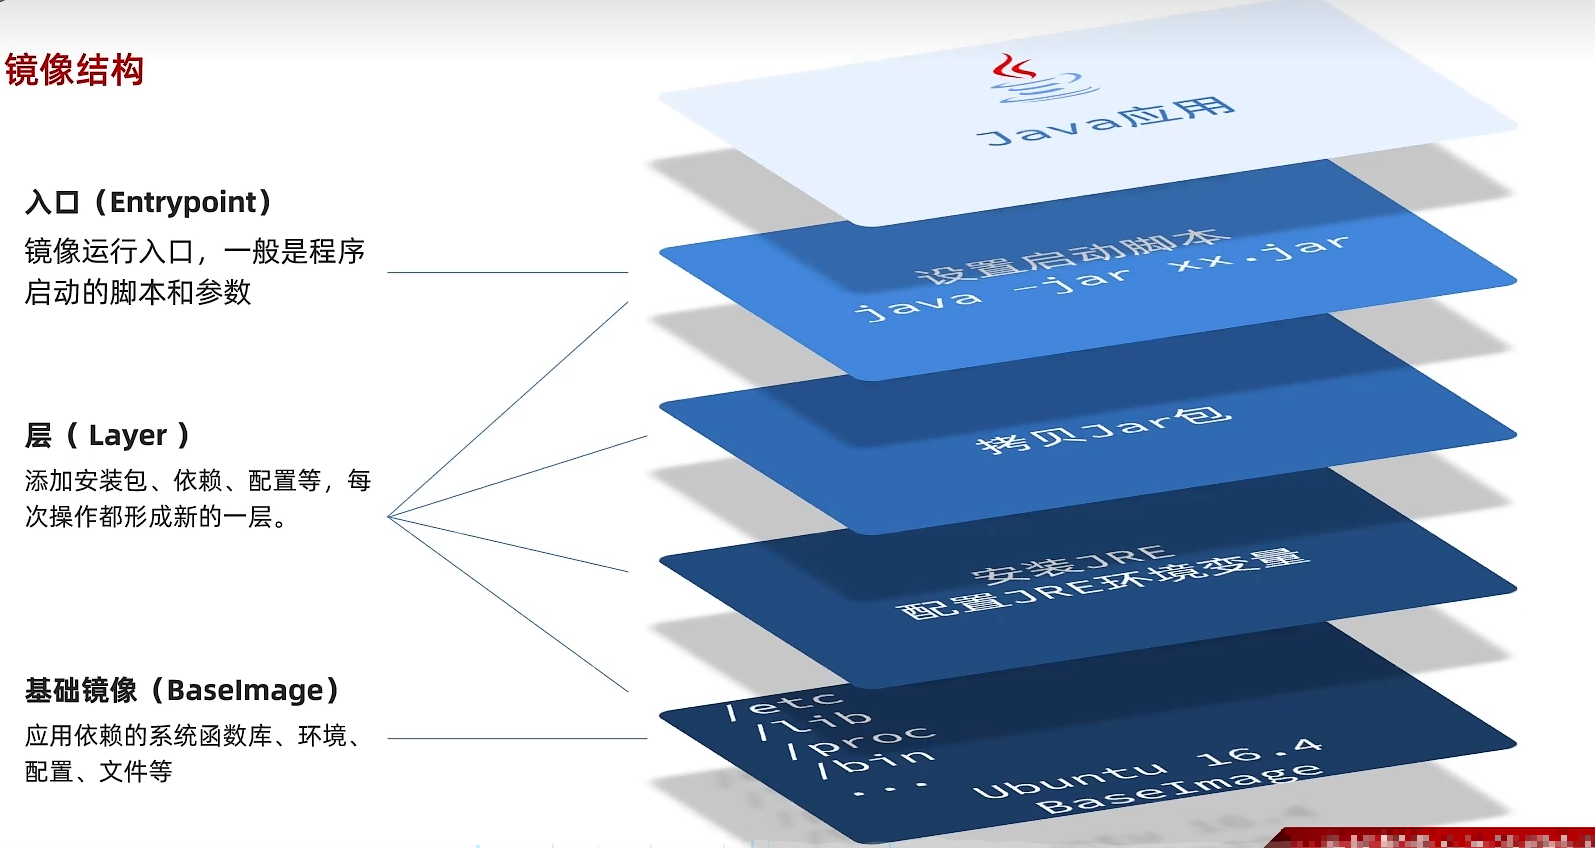 镜像结构
入口（Entrypoint）
镜像运行入口，一般是程序
启动的脚本和参数
层（ Layer ）
添加安装包、依赖、配置等，每
次操作都形成新的一层。
基础镜像（BaseImage）
应用依赖的系统函数库、环境、
配置、文件等
Java应用
设置启动脚本
java -jar xx.jar
拷贝Jar包
安装JRE
配置JRE环境变量
/etc
/lib
/proc
/bin
...
Ubuntu 16.4
BaseImage